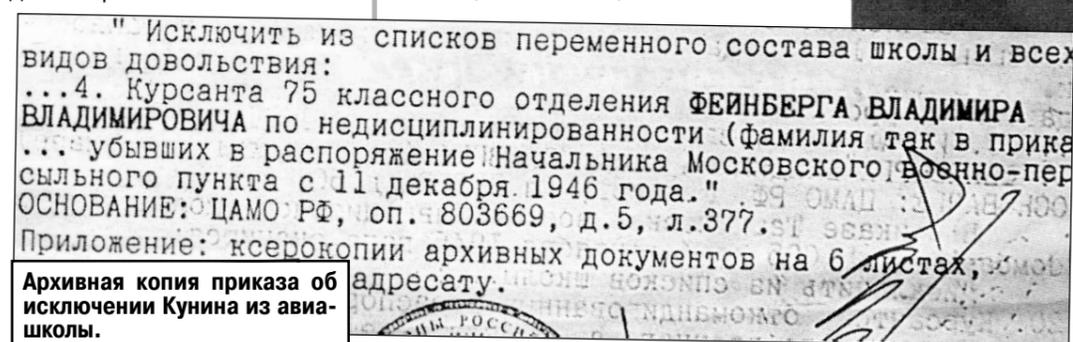 " Исключить из списков переменного состава школы и всех
видов довольствия:
...4. Курсанта 75 классного отделения ФЕИНБЕРГА ВЛАДИМИРА
ВЛАДИМИРОВИЧА по недисциплинированности (фамилия так в прика
... убывших в распоряжение Начальника Московского военно-пер
сыльного пункта с 11 декабря 1946 года."
ОСНОВАНИЕ: ЦАМО РФ, оп. 803669, д.5, л.377.
Приложение: ксерокопии архивных документов на 6 листах,
адресату.
Архивная копия приказа об
исключении Кунина из авиа-
школы.